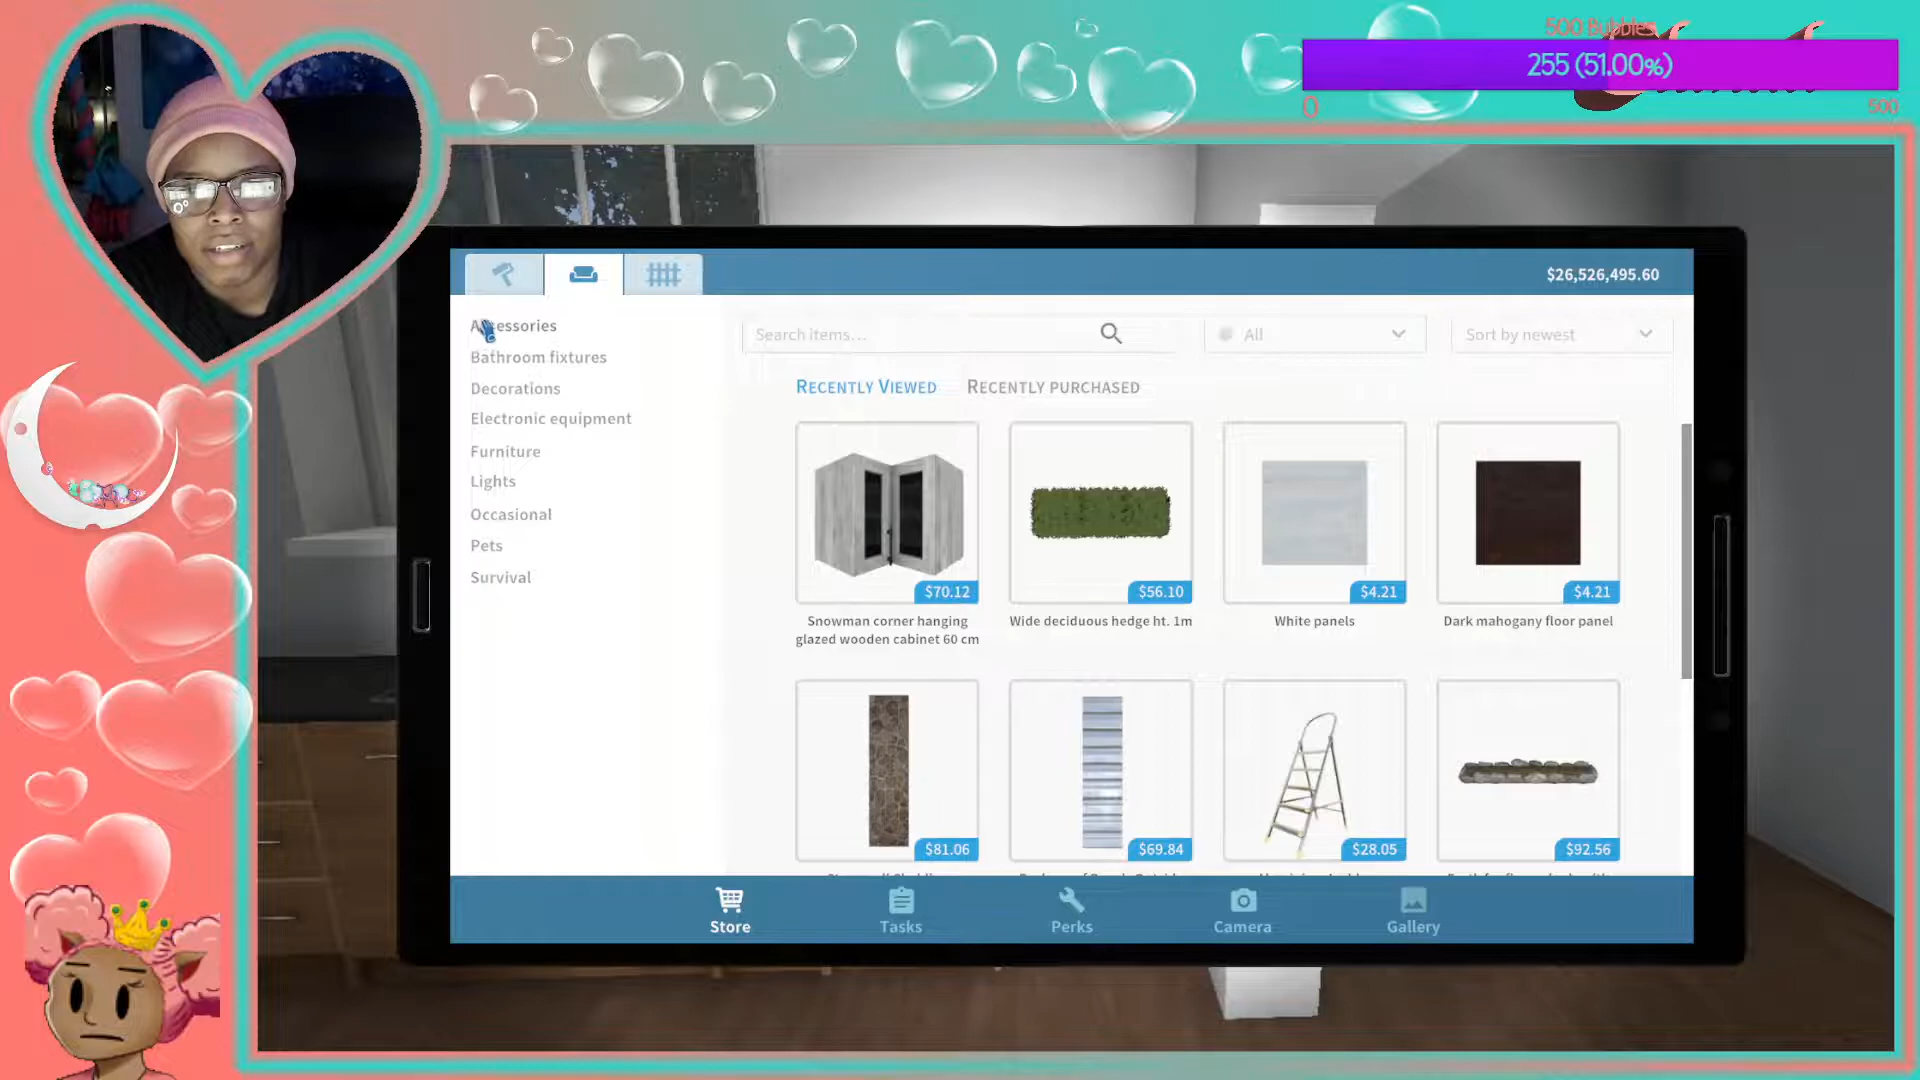 500 Bubbles
255 (51.00%)
0
500
$26,526,495.60
Accessories
Bathroom fixtures
Decorations
Electronic equipment
Furniture
Lights
Occasional
Pets
Survival
Search items...
All
Sort by newest
RECENTLY VIEWED
RECENTLY PURCHASED
$70.12
Snowman corner hanging
glazed wooden cabinet 60 cm
$56.10
Wide deciduous hedge ht. 1m
$4.21
White panels
$4.21
Dark mahogany floor panel
$81.06
$69.84
$28.05
$92.56
Store
Tasks
Perks
Camera
Gallery